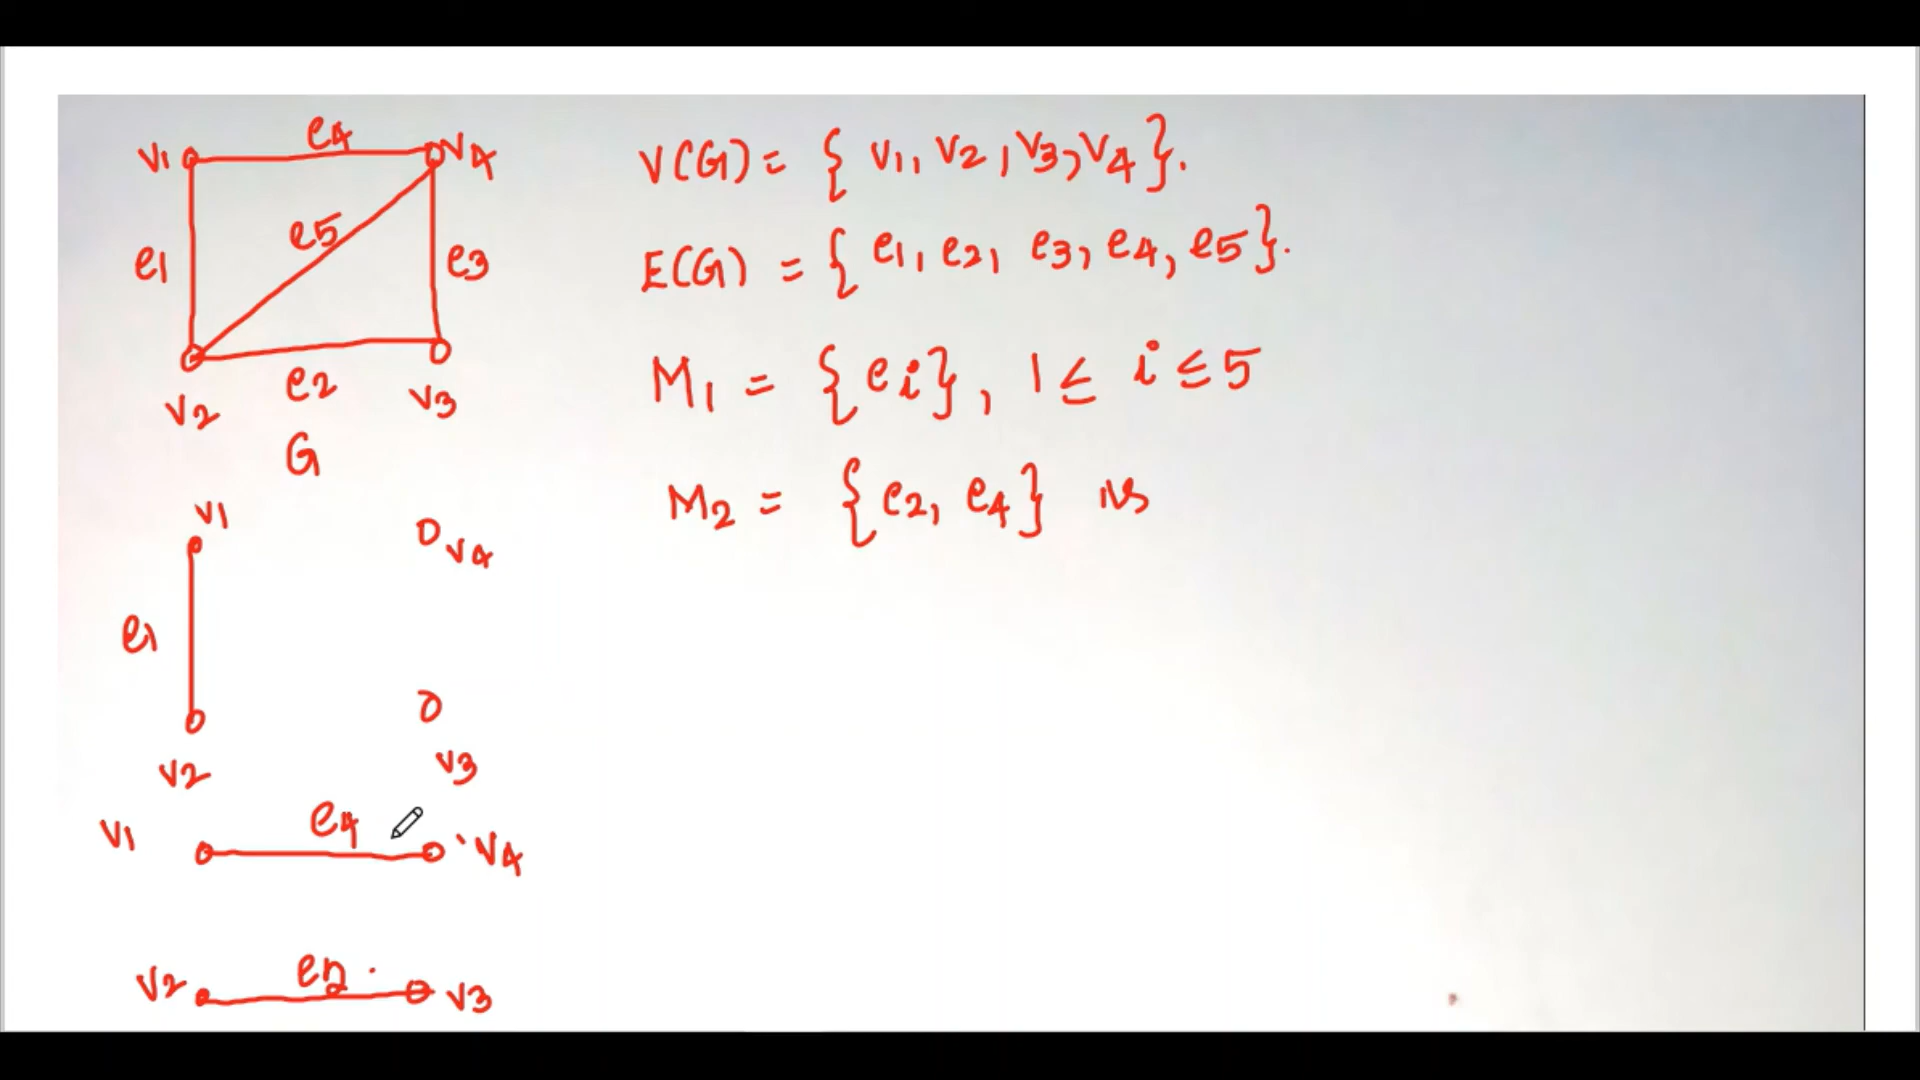 v1 e4 v4
e1 e5 e3
v2 e2 v3
G
V(G) = { v1, v2, v3, v4 }.
E(G) = { e1, e2, e3, e4, e5 }.
M1 = { ei }, 1 ≤ i ≤ 5
M2 = { e2, e4 } is
v1 v4
e1
v2 v3
v1 e4 v4
v2 e2 v3